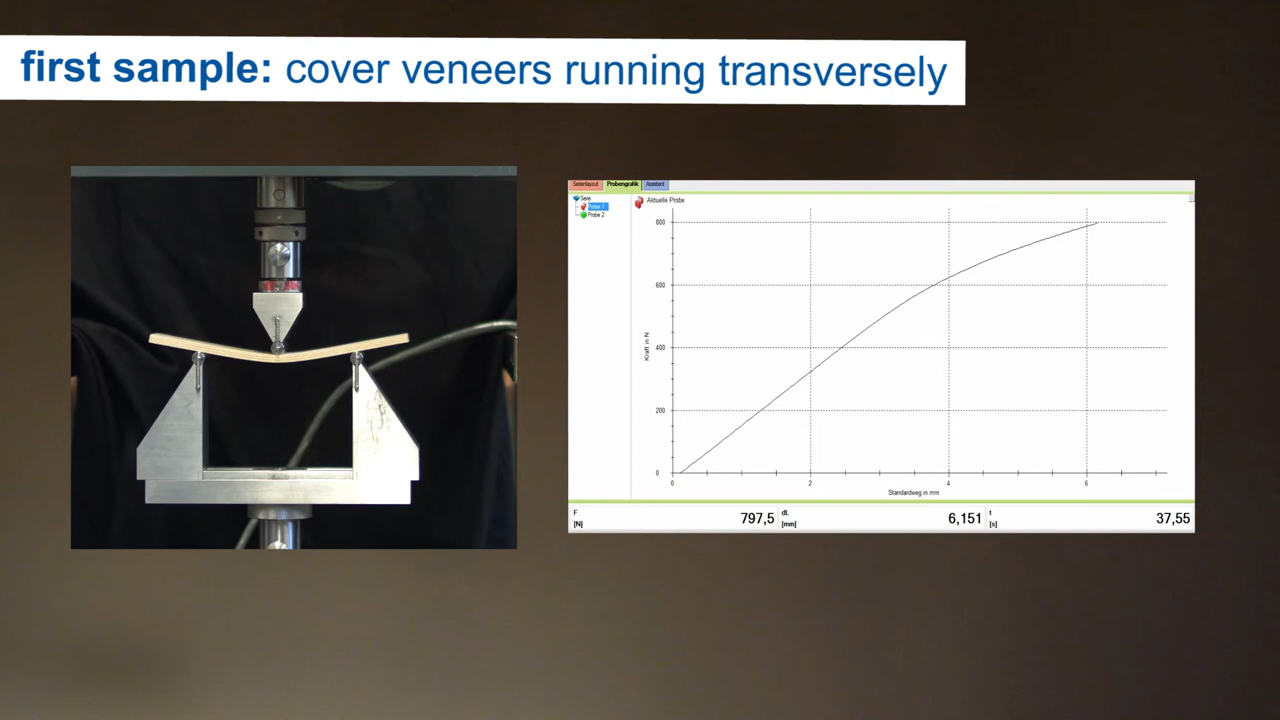 first sample: cover veneers running transversely
Serienlayout Probengrafik Assistent
Serie
Probe 1
Probe 2
Aktuelle Probe
800
600
400
200
0
Kraft in N
0 2 4 6
Standardweg in mm
F
[N]
797,5
dL
[mm]
6,151
t
[s]
37,55